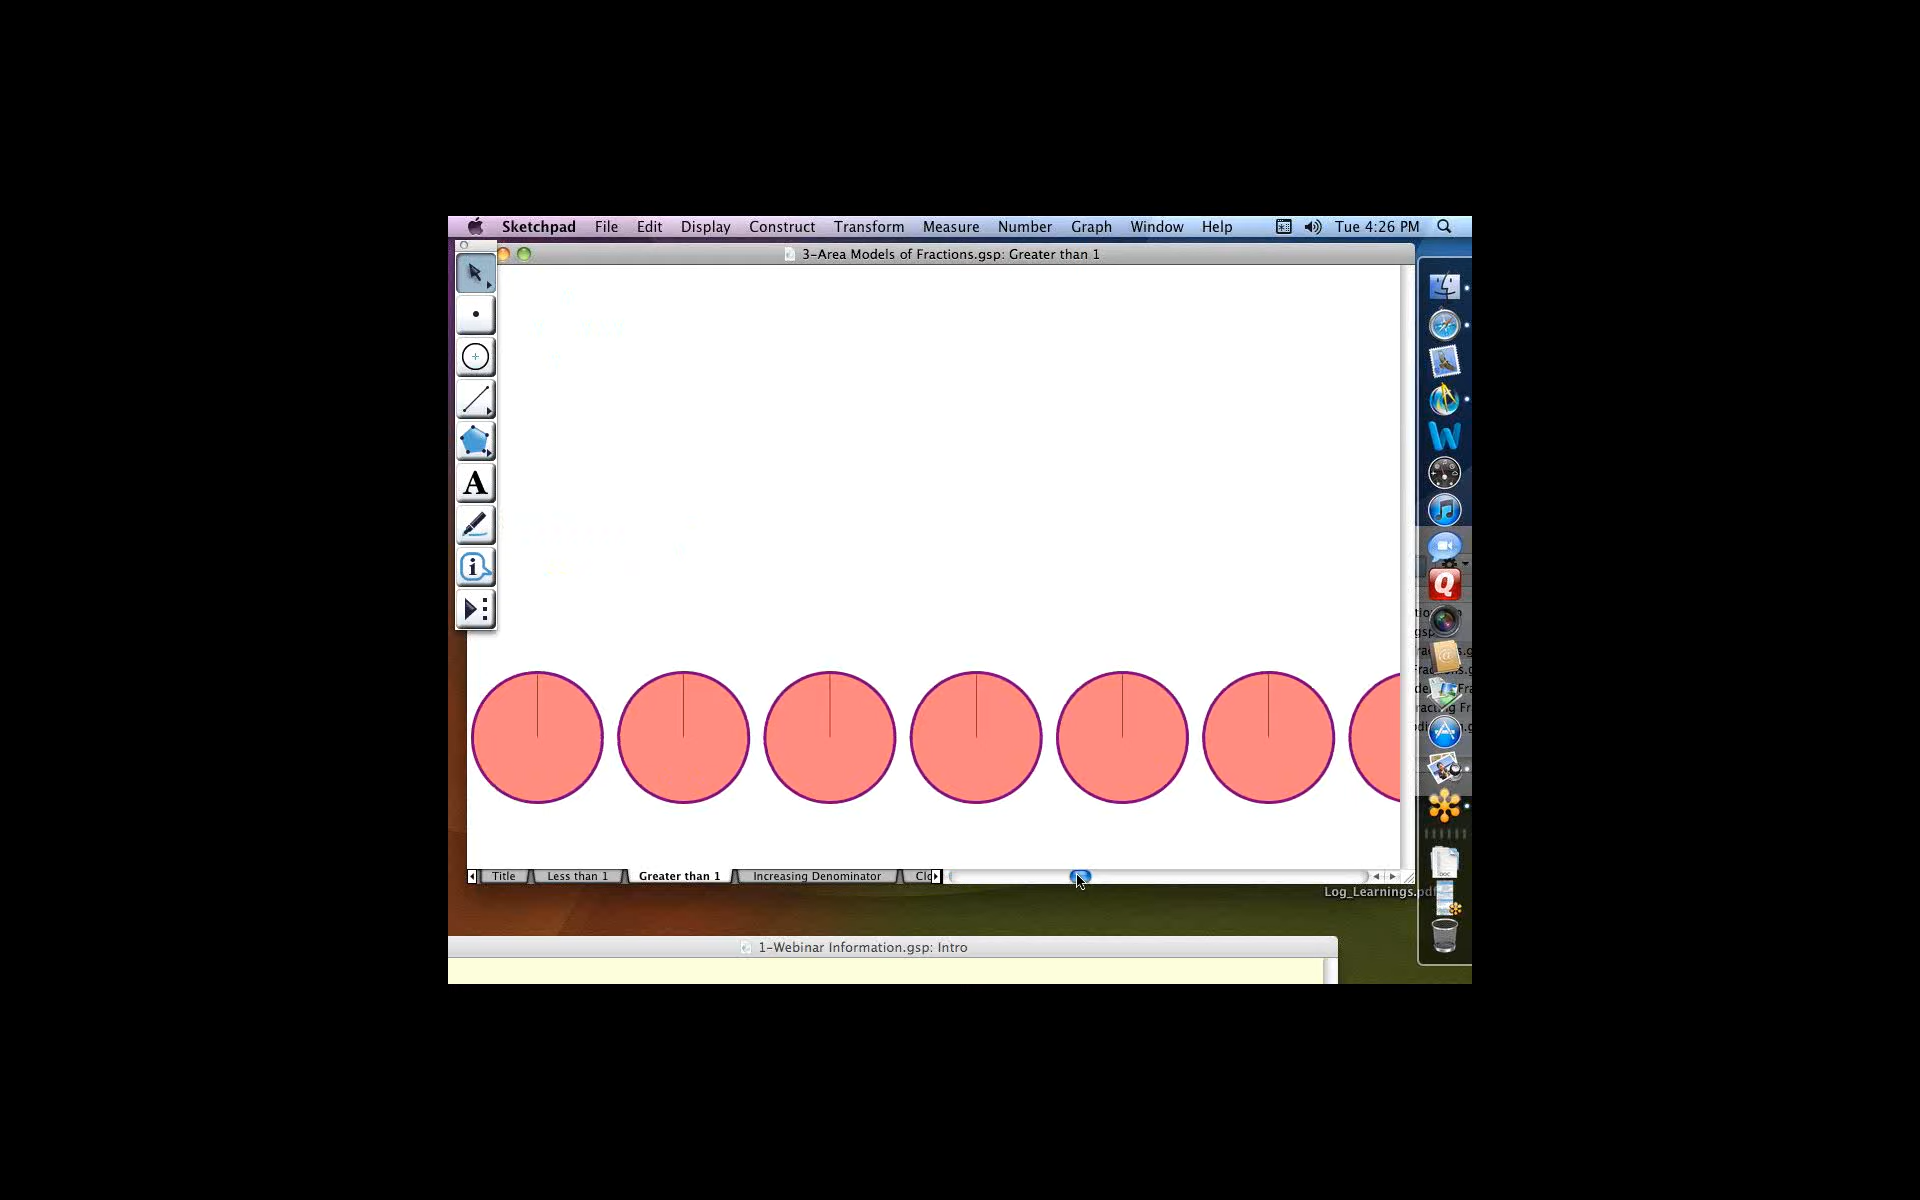 Sketchpad File Edit Display Construct Transform Measure Number Graph Window Help Tue 4:26 PM
3-Area Models of Fractions.gsp: Greater than 1
A
W
Q
Title Less than 1 Greater than 1 Increasing Denominator
Log_Learnings.pdf
1-Webinar Information.gsp: Intro